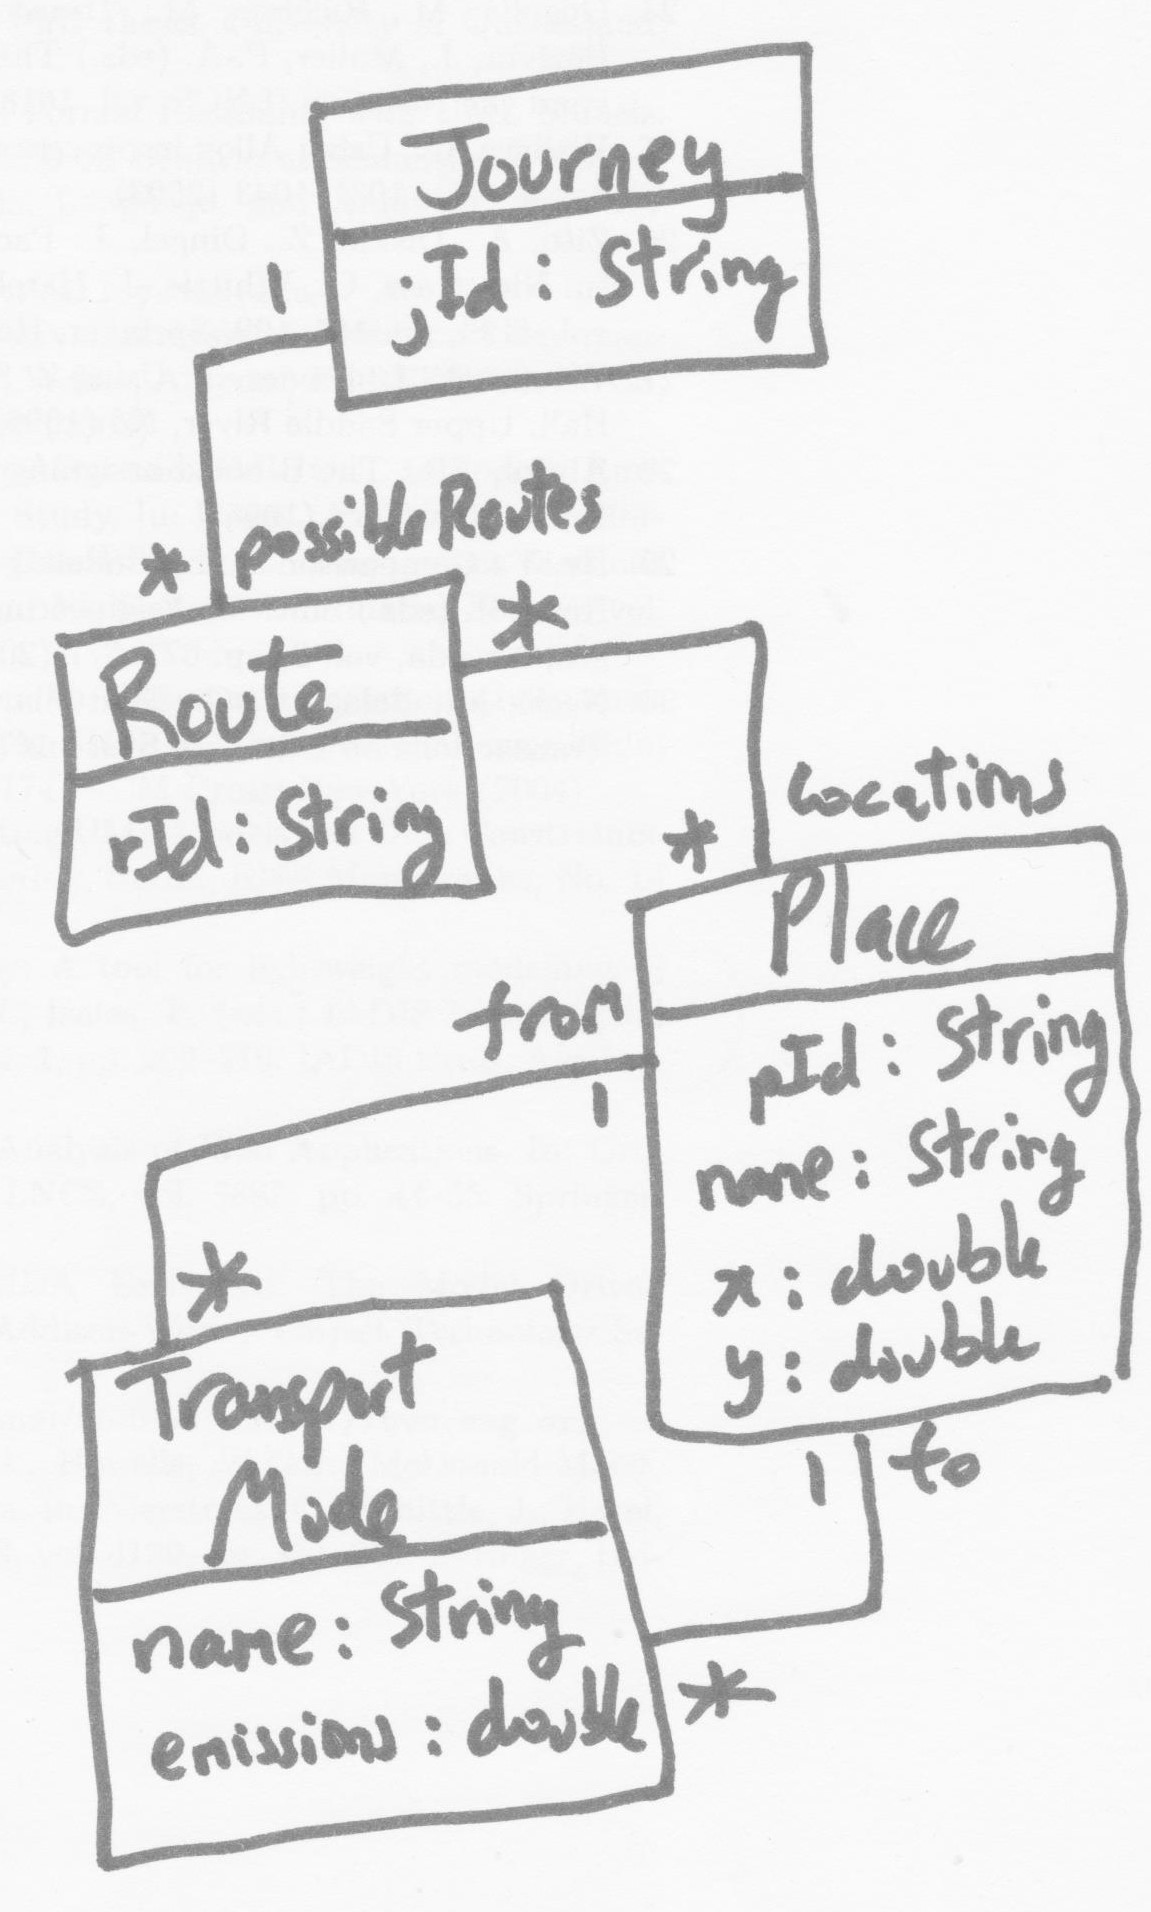 Journey
jId: String
1
possibleRoutes
*
*
Route
rId: String
locations
*
Place
pId: String
name: String
x: double
y: double
from
1
*
Transport
Mode
name: String
emissions: double
1
to
*